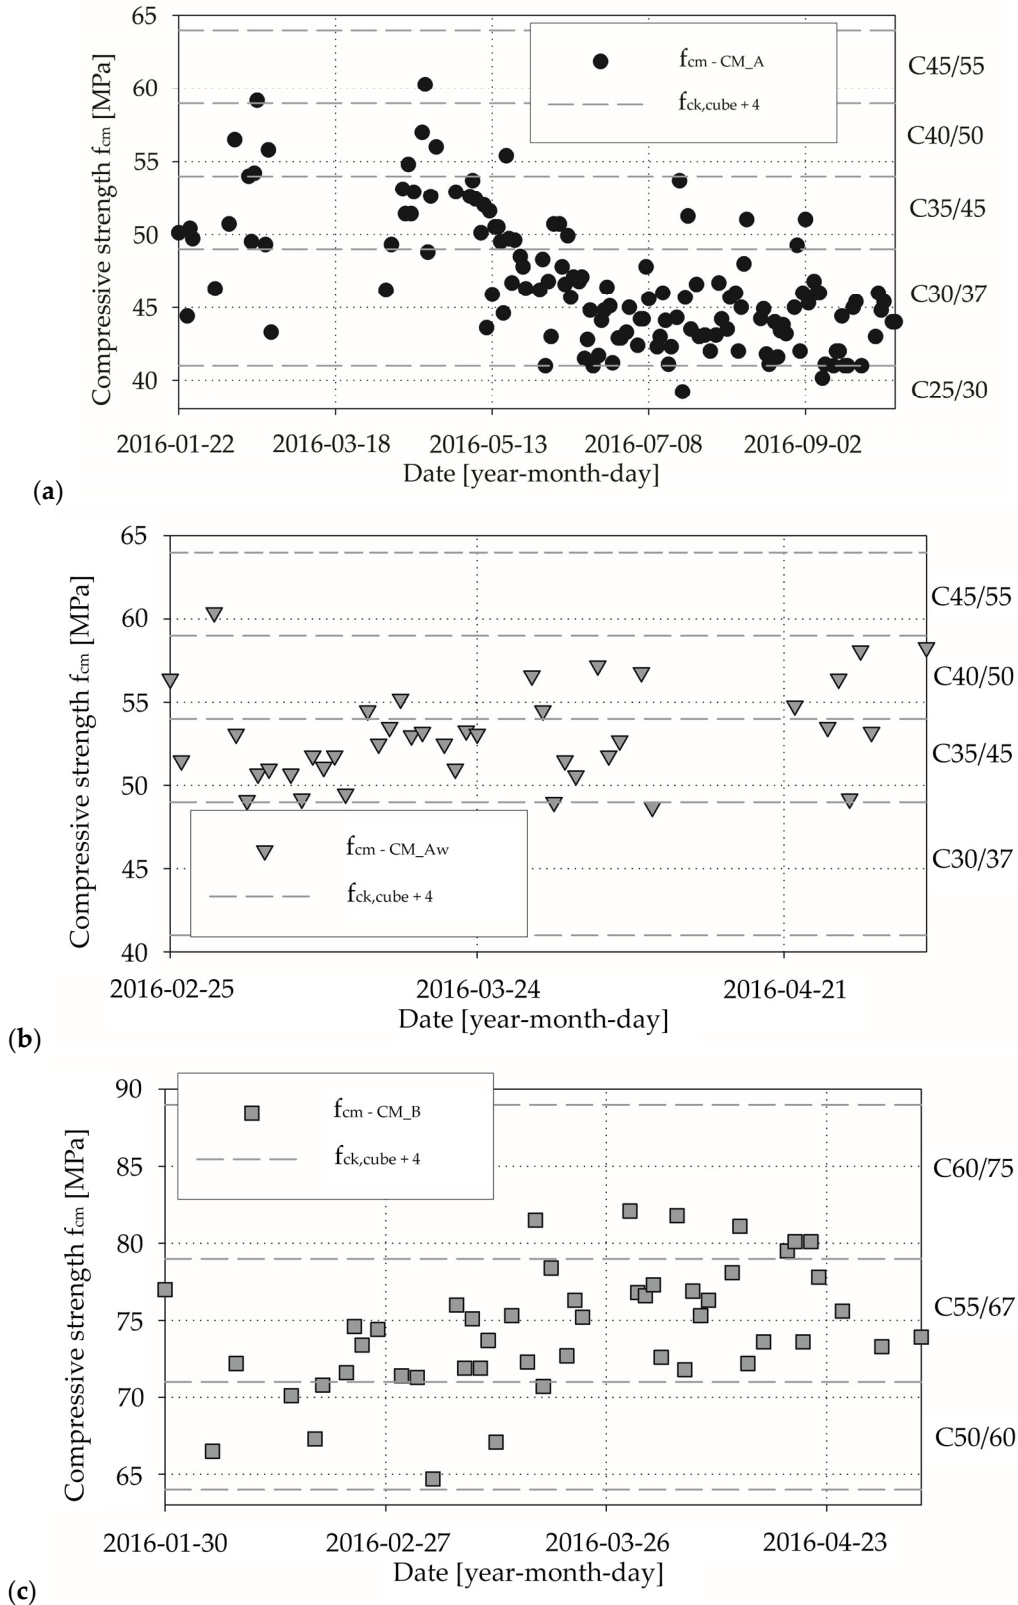 65
60
55
50
45
40
Compressive strength fcm [MPa]
fcm - CM_A
fck,cube + 4
C45/55
C40/50
C35/45
C30/37
C25/30
2016-01-22 2016-03-18 2016-05-13 2016-07-08 2016-09-02
Date [year-month-day]
(a)
65
60
55
50
45
40
Compressive strength fcm [MPa]
fcm - CM_Aw
fck,cube + 4
C45/55
C40/50
C35/45
C30/37
2016-02-25 2016-03-24 2016-04-21
Date [year-month-day]
(b)
90
85
80
75
70
65
Compressive strength fcm [MPa]
fcm - CM_B
fck,cube + 4
C60/75
C55/67
C50/60
2016-01-30 2016-02-27 2016-03-26 2016-04-23
Date [year-month-day]
(c)